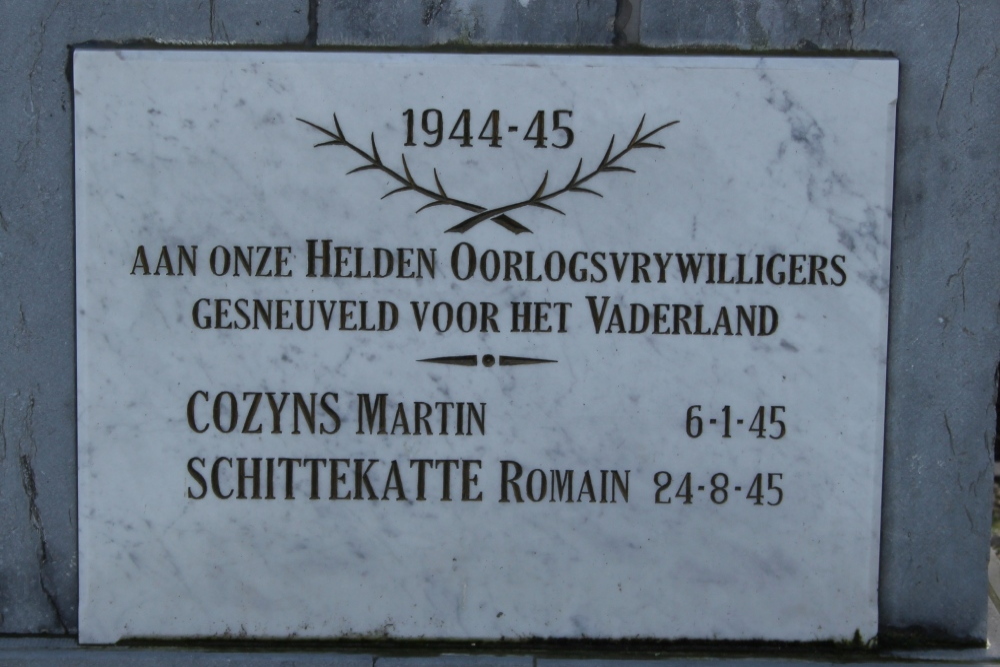 1944-45
AAN ONZE HELDEN OORLOGSVRYWILLIGERS
GESNEUVELD VOOR HET VADERLAND
COZYNS MARTIN 6-1-45
SCHITTEKATTE ROMAIN 24-8-45